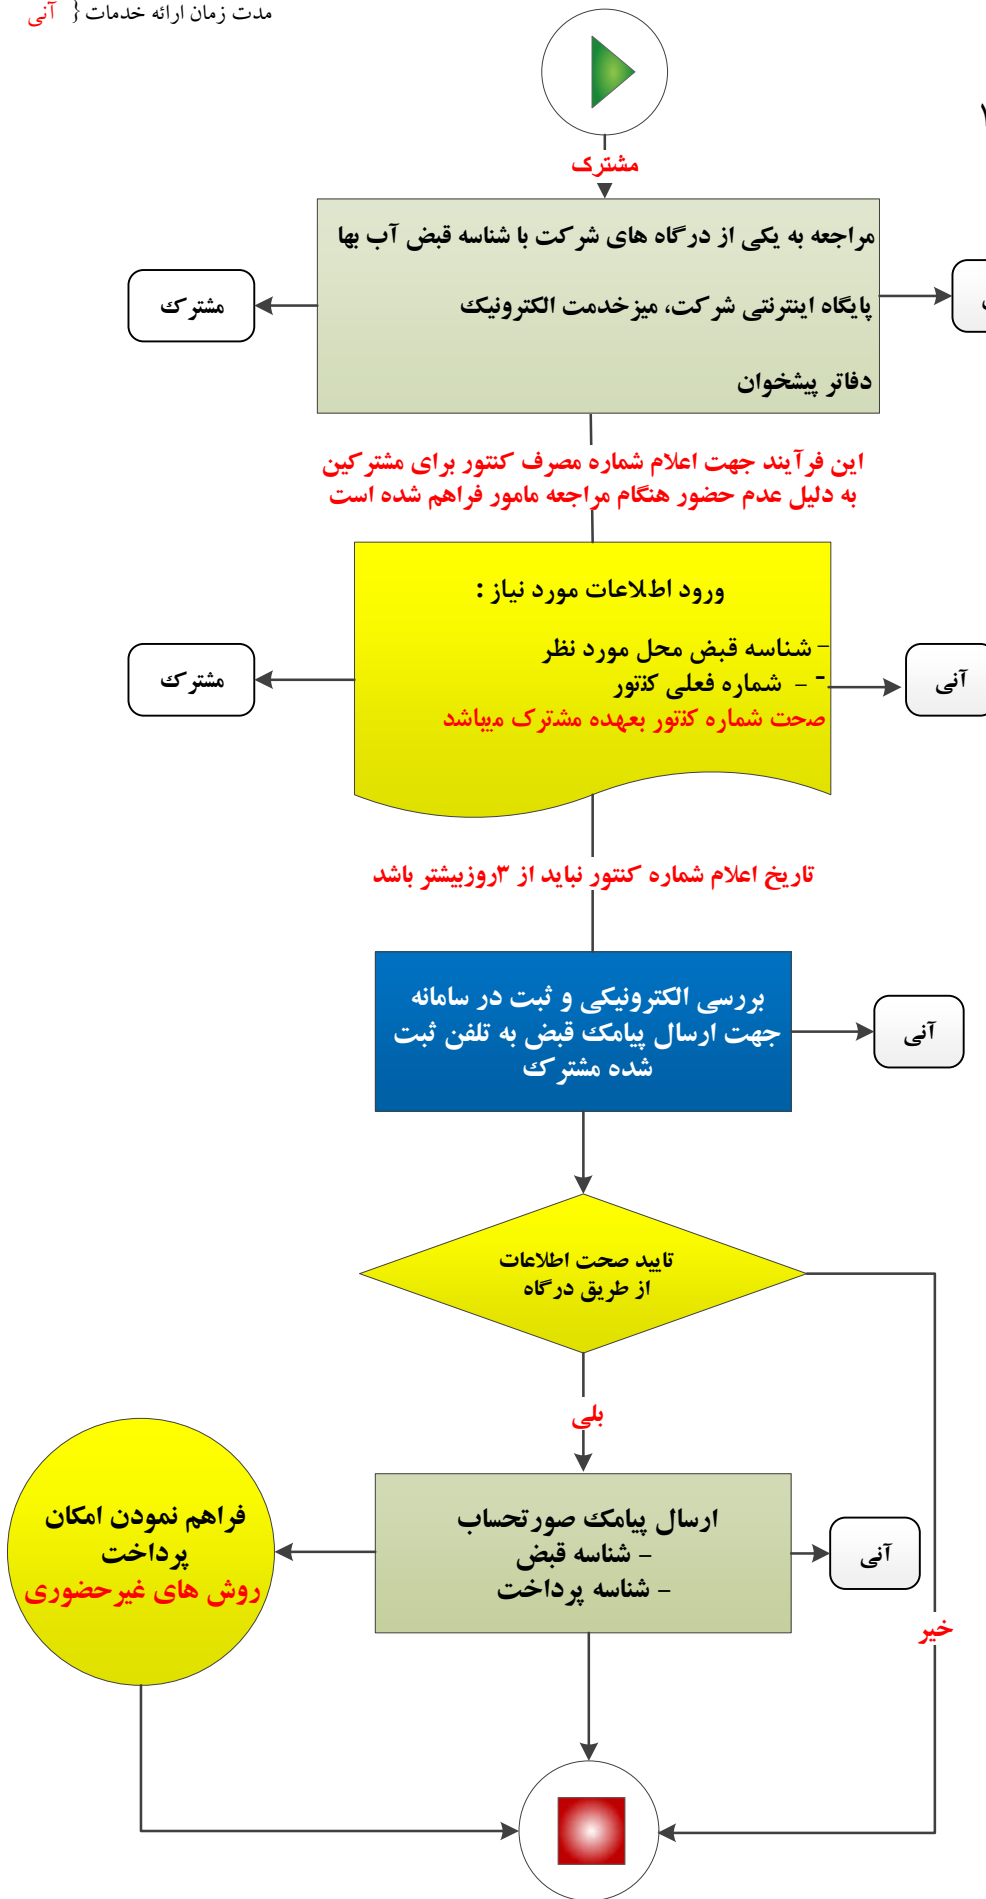 مدت زمان ارائه خدمات { آنی
مشترک
مراجعه به یکی از درگاه های شرکت با شناسه قبض آب بها
پایگاه اینترنتی شرکت، میزخدمت الکترونیک
دفاتر پیشخوان
مشترک
این فرآیند جهت اعلام شماره مصرف کنتور برای مشترکین
به دلیل عدم حضور هنگام مراجعه مامور فراهم شده است
ورود اطلاعات مورد نیاز :
- شناسه قبض محل مورد نظر
- - شماره فعلی کنتور
صحت شماره کنتور بعهده مشترک میباشد
مشترک
آنی
تاریخ اعلام شماره کنتور نباید از ۳روزبیشتر باشد
بررسی الکترونیکی و ثبت در سامانه
جهت ارسال پیامک قبض به تلفن ثبت
شده مشترک
آنی
تایید صحت اطلاعات
از طریق درگاه
بلی
خیر
ارسال پیامک صورتحساب
- شناسه قبض
- شناسه پرداخت
آنی
فراهم نمودن امکان
پرداخت
روش های غیرحضوری